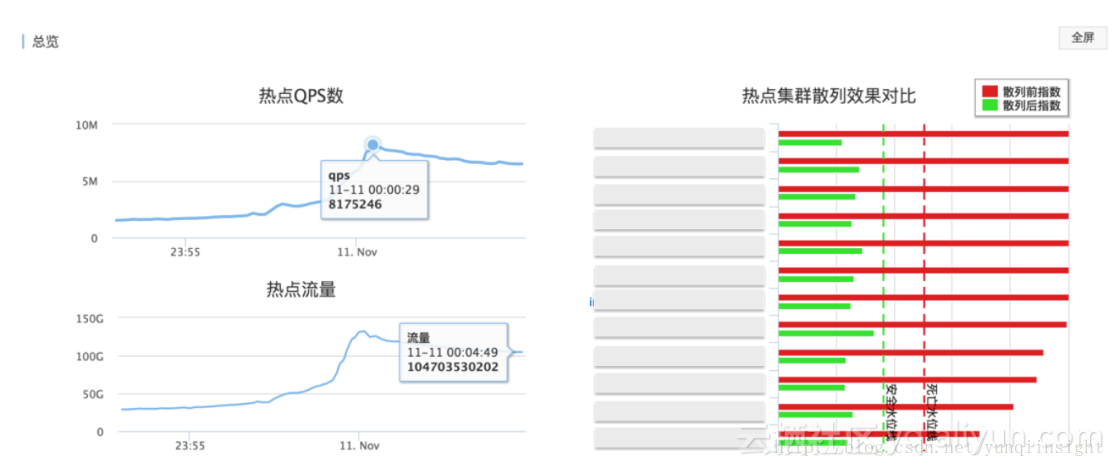 总览
全屏
热点QPS数
10M
5M
0
qps
11-11 00:00:29
8175246
23:55
11. Nov
热点流量
150G
100G
50G
0
流量
11-11 00:04:49
104703530202
23:55
11. Nov
热点集群散列效果对比
散列前指数
散列后指数
安全水位线
死亡水位线
云栖社区 yq.aliyun.com
https://blog.csdn.net/yunqiinsight